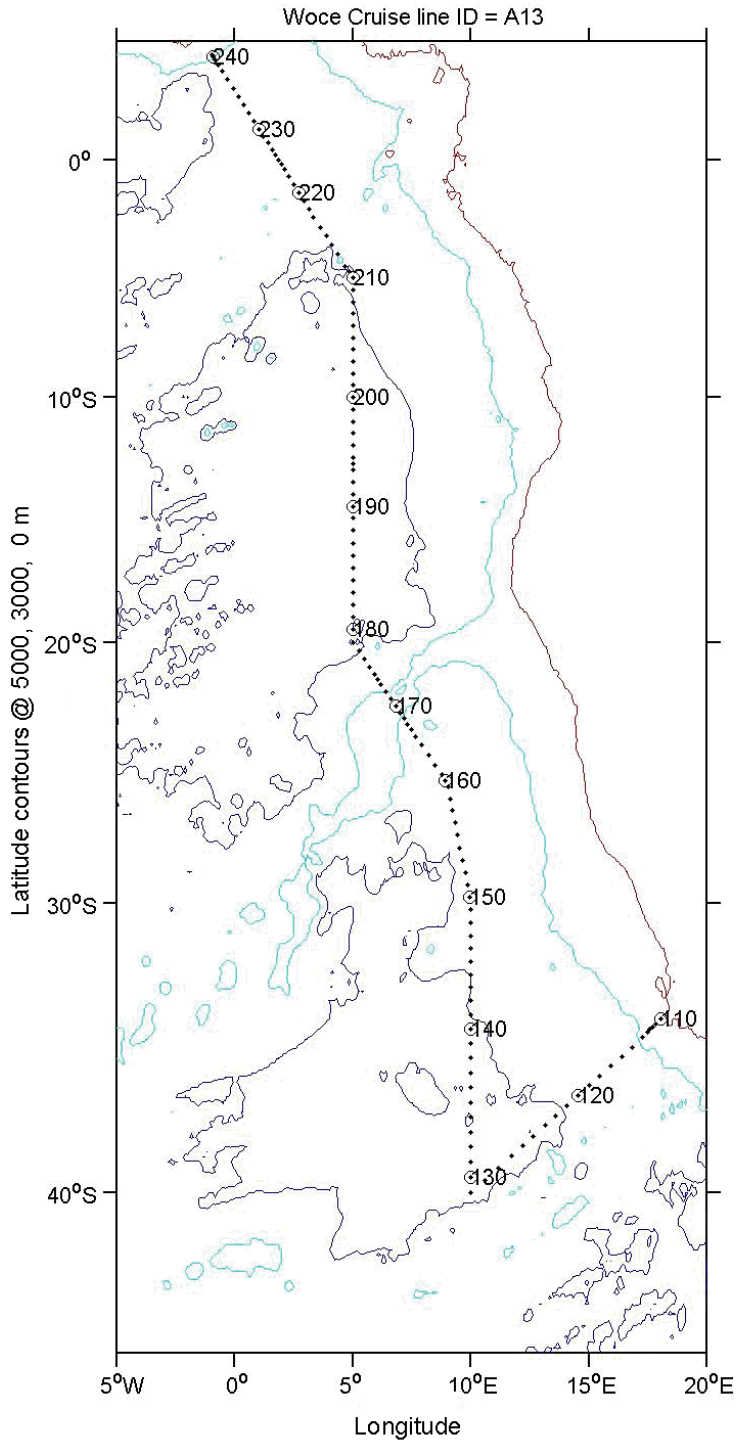 Woce Cruise line ID = A13
240
230
0°
220
210
10°S
200
190
180
20°S
170
160
30°S
150
140
110
120
130
40°S
Latitude contours @ 5000, 3000, 0 m
5°W 0° 5° 10°E 15°E 20°E
Longitude